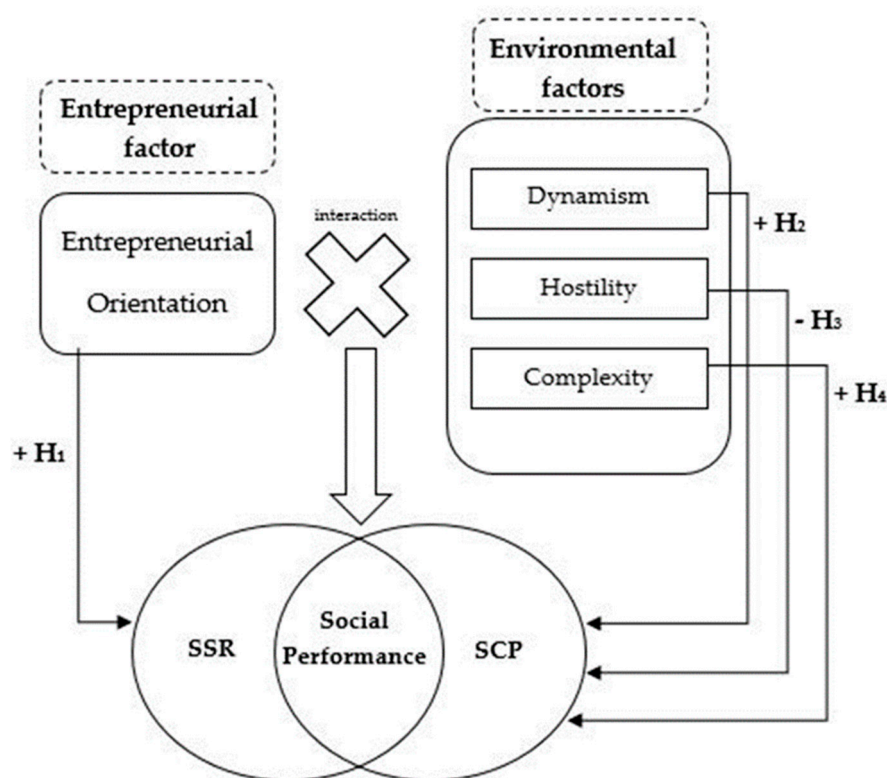 Entrepreneurial
factor
Environmental
factors
Entrepreneurial
Orientation
interaction
Dynamism
Hostility
Complexity
+ H₁
+ H₂
- H₃
+ H₄
SSR
Social
Performance
SCP